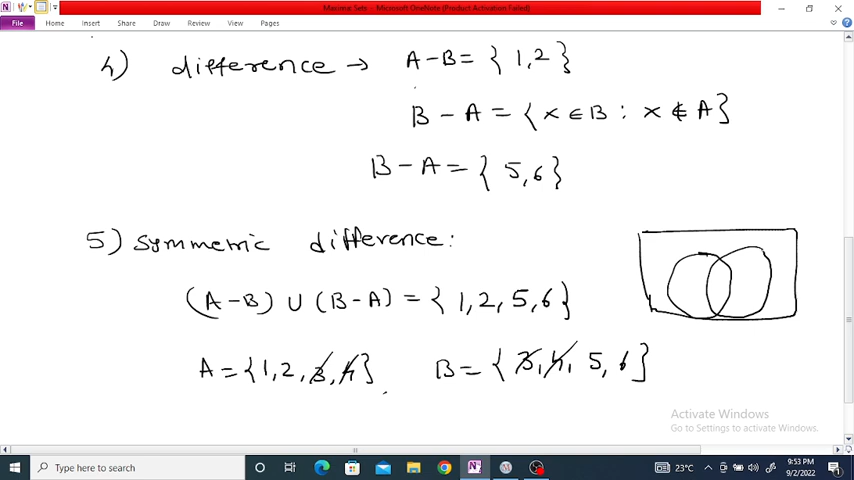 Maxime Sets - Microsoft OneNote (Product Activation Failed)
File Home Insert Share Draw Review View Pages
4) difference → A-B = { 1,2 }
B - A = { x ∈ B : x ∉ A }
B - A = { 5,6 }
5) symmetric difference:
(A-B) ∪ (B-A) = { 1,2,5,6 }
A = {1,2,3,4} B = {3,4,5,6}
Activate Windows
Go to Settings to activate Windows.
Type here to search
23°C
9:53 PM
9/2/2022